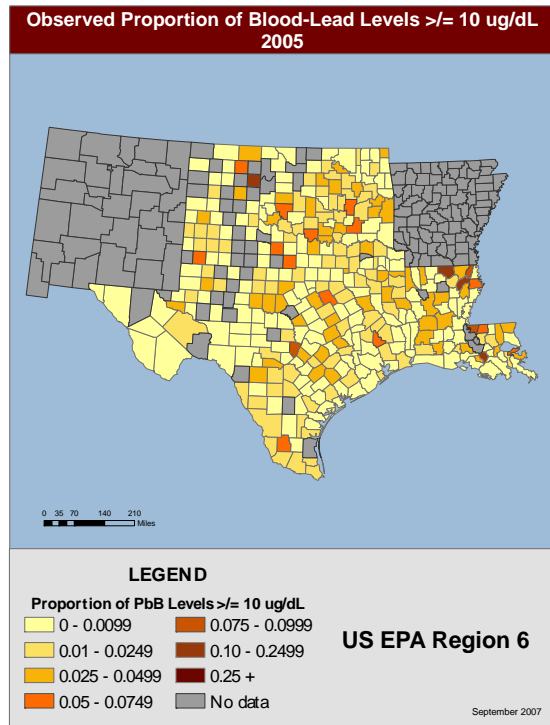 Observed Proportion of Blood-Lead Levels >/= 10 ug/dL
2005
0 35 70 140 210
Miles
LEGEND
Proportion of PbB Levels >/= 10 ug/dL
0 - 0.0099
0.01 - 0.0249
0.025 - 0.0499
0.05 - 0.0749
0.075 - 0.0999
0.10 - 0.2499
0.25 +
No data
US EPA Region 6
September 2007